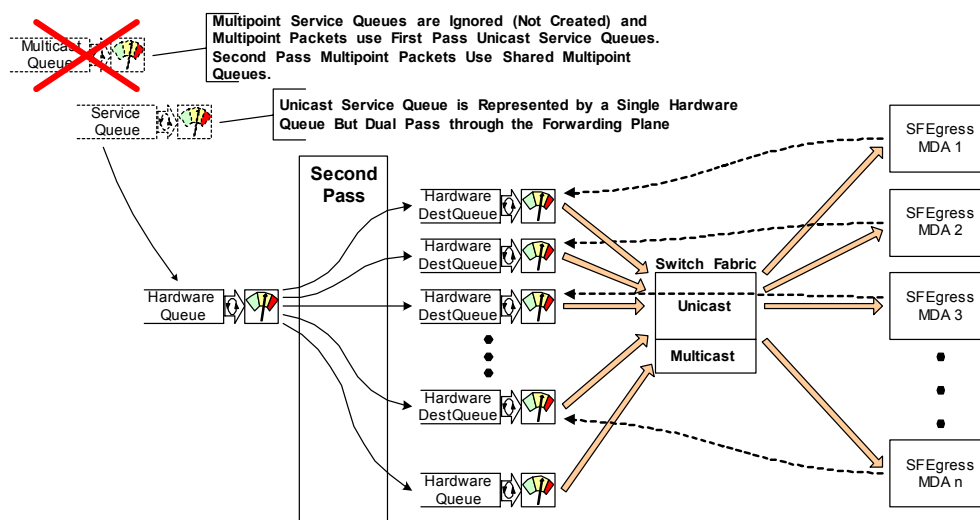 Multipoint Service Queues are Ignored (Not Created) and
Multipoint Packets use First Pass Unicast Service Queues.
Second Pass Multipoint Packets Use Shared Multipoint
Queues.
Multicast
Queue
Unicast Service Queue is Represented by a Single Hardware
Queue But Dual Pass through the Forwarding Plane
Service
Queue
SFEgress
MDA 1
Second
Pass
Hardware
DestQueue
SFEgress
MDA 2
Hardware
DestQueue
Switch Fabric
Hardware
Queue
Hardware
DestQueue
Unicast
SFEgress
MDA 3
Multicast
Hardware
DestQueue
SFEgress
MDA n
Hardware
Queue